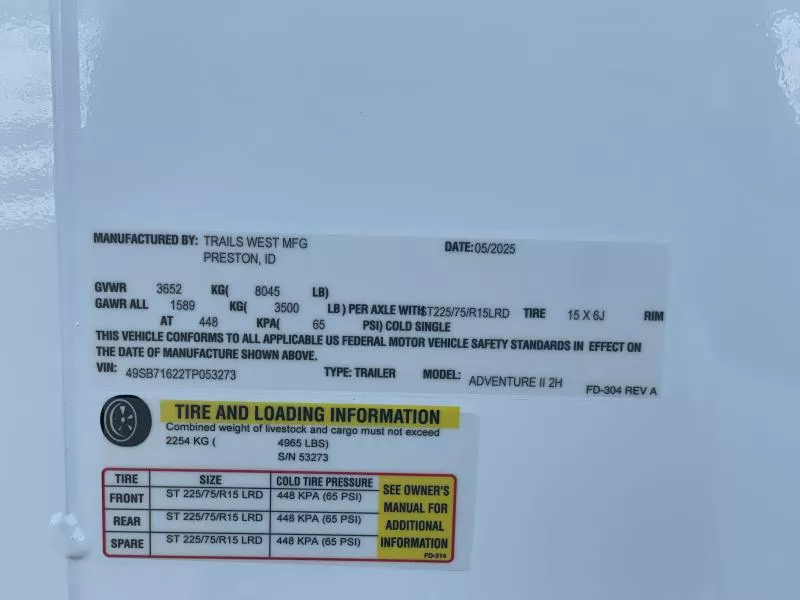 MANUFACTURED BY: TRAILS WEST MFG DATE: 05/2025
PRESTON, ID
GVWR 3652 KG( 8045 LB)
GAWR ALL 1589 KG( 3500 LB ) PER AXLE WITH ST225/75/R15LRD TIRE 15 X 6J RIM
AT 448 KPA( 65 PSI) COLD SINGLE
THIS VEHICLE CONFORMS TO ALL APPLICABLE US FEDERAL MOTOR VEHICLE SAFETY STANDARDS IN EFFECT ON
THE DATE OF MANUFACTURE SHOWN ABOVE.
VIN: 49SB71622TP053273 TYPE: TRAILER MODEL: ADVENTURE II 2H FD-304 REV A
TIRE AND LOADING INFORMATION
Combined weight of livestock and cargo must not exceed
2254 KG ( 4965 LBS)
S/N 53273
TIRE SIZE COLD TIRE PRESSURE
FRONT ST 225/75/R15 LRD 448 KPA (65 PSI)
REAR ST 225/75/R15 LRD 448 KPA (65 PSI)
SPARE ST 225/75/R15 LRD 448 KPA (65 PSI)
SEE OWNER'S
MANUAL FOR
ADDITIONAL
INFORMATION
FD-314